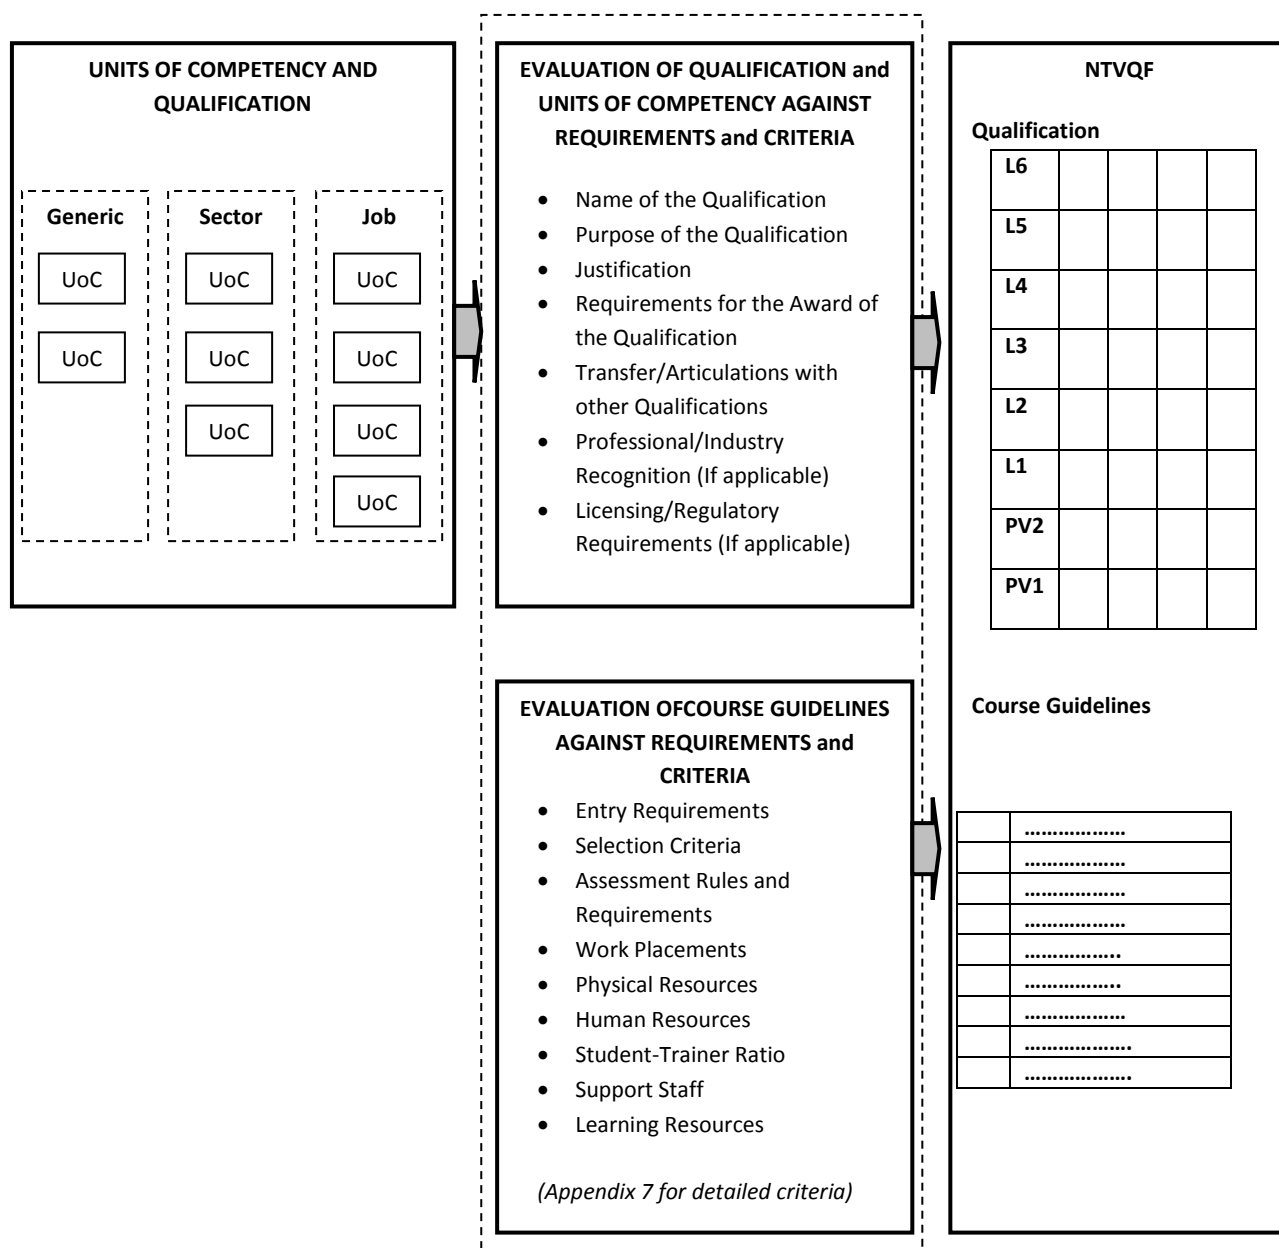 UNITS OF COMPETENCY AND
QUALIFICATION
Generic
UoC
UoC
Sector
UoC
UoC
UoC
Job
UoC
UoC
UoC
UoC
EVALUATION OF QUALIFICATION and
UNITS OF COMPETENCY AGAINST
REQUIREMENTS and CRITERIA
• Name of the Qualification
• Purpose of the Qualification
• Justification
• Requirements for the Award of
the Qualification
• Transfer/Articulations with
other Qualifications
• Professional/Industry
Recognition (If applicable)
• Licensing/Regulatory
Requirements (If applicable)
EVALUATION OFCOURSE GUIDELINES
AGAINST REQUIREMENTS and
CRITERIA
• Entry Requirements
• Selection Criteria
• Assessment Rules and
Requirements
• Work Placements
• Physical Resources
• Human Resources
• Student-Trainer Ratio
• Support Staff
• Learning Resources
(Appendix 7 for detailed criteria)
NTVQF
Qualification
L6
L5
L4
L3
L2
L1
PV2
PV1
Course Guidelines
………………
………………
………………
………………
……………..
……………..
………………
……………….
……………….